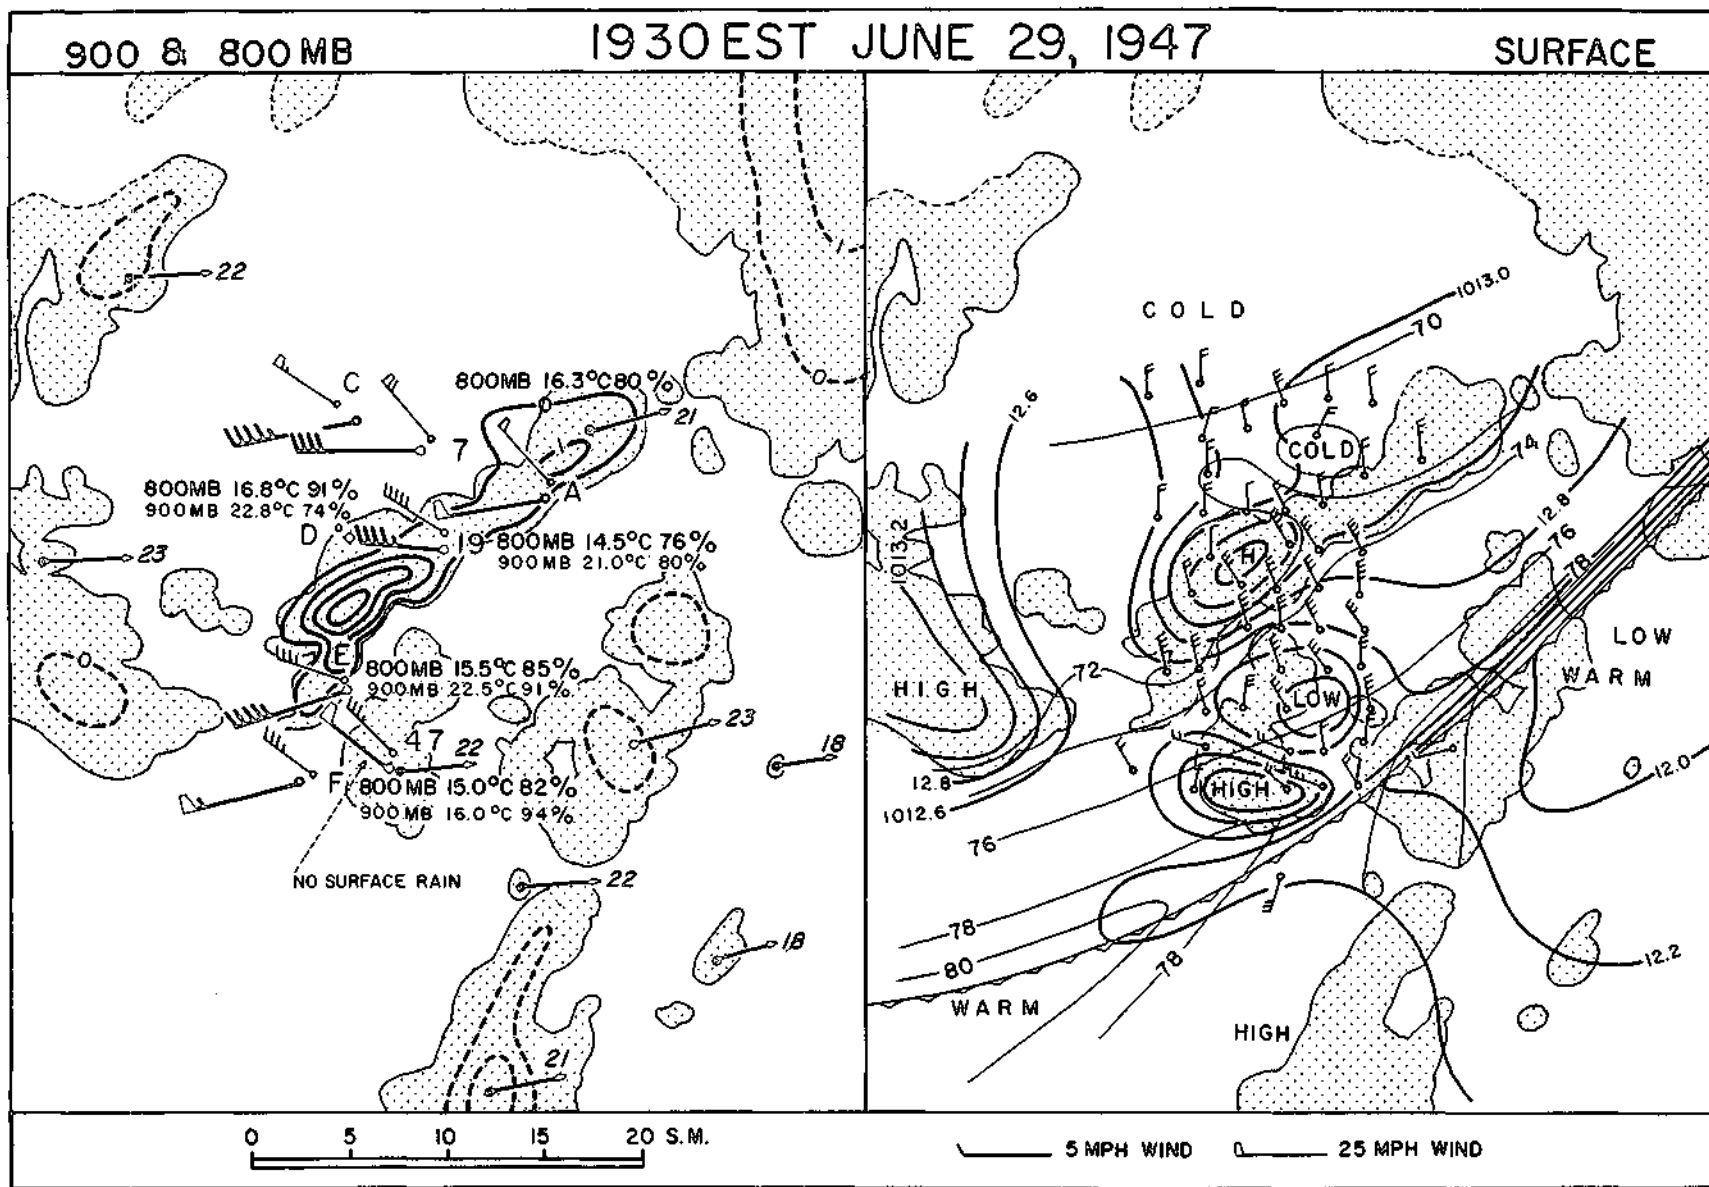 900 & 800 MB
1930 EST JUNE 29, 1947
SURFACE
22
C
800MB 16.3°C 80%
0
21
1
1
0
7
A
800MB 16.8°C 91%
900MB 22.8°C 74%
D
19
800MB 14.5°C 76%
900MB 21.0°C 80%
23
0
E
800MB 15.5°C 85%
900MB 22.5°C 91%
47
22
23
18
F
800MB 15.0°C 82%
900MB 16.0°C 94%
NO SURFACE RAIN
22
18
21
COLD
1013.0
70
12.6
COLD
74
1013.2
12.8
76
78
H
LOW
WARM
72
HIGH
LOW
12.8
1012.6
HIGH
12.0
76
78
80
78
12.2
WARM
HIGH
0 5 10 15 20 S.M.
5 MPH WIND
25 MPH WIND